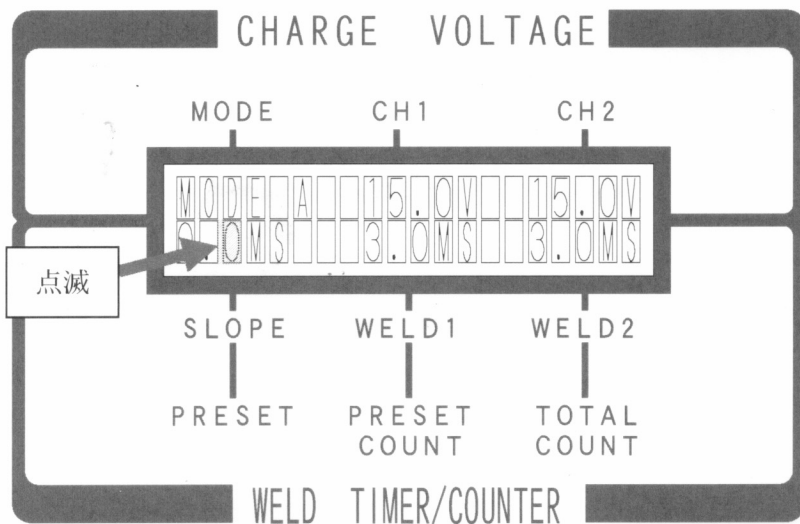 CHARGE VOLTAGE
MODE CH1 CH2
MODE A 15.0V 15.0V
0.0MS 3.0MS 3.0MS
点滅
SLOPE WELD1 WELD2
PRESET PRESET COUNT TOTAL COUNT
WELD TIMER/COUNTER